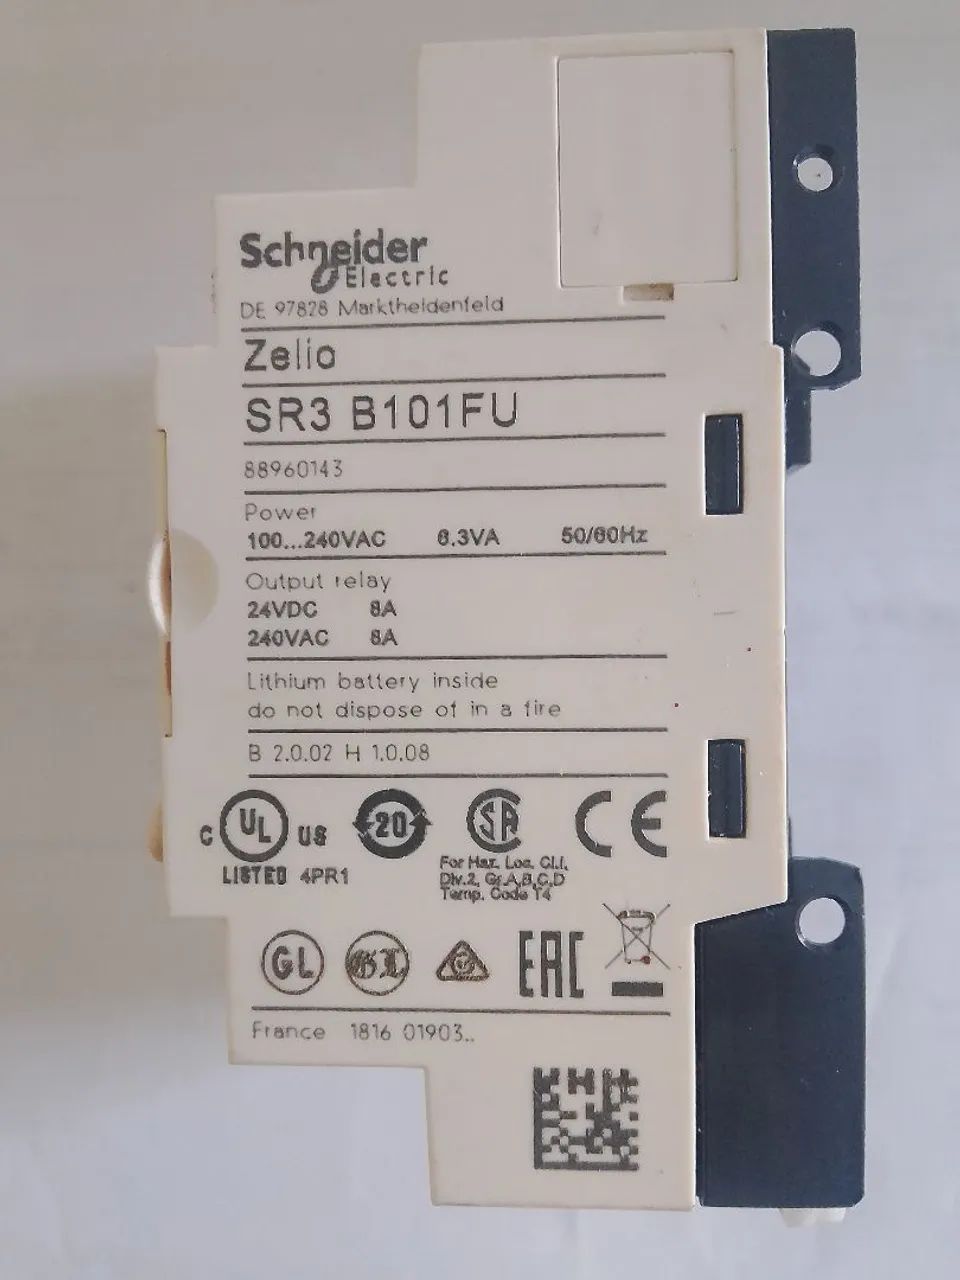 Schneider
Electric
DE 97828 Marktheidenfeld
Zelio
SR3 B101FU
88960143
Power
100...240VAC 6.3VA 50/60Hz
Output relay
24VDC 8A
240VAC 8A
Lithium battery inside
do not dispose of in a fire
B 2.0.02 H 1.0.08
C UL US
LISTED 4PR1
20
SA
CE
For Haz. Loc. Cl.I,
Div.2, Gr.A,B,C,D
Temp. Code T4
GL
GL
EAC
France 1816 01903..